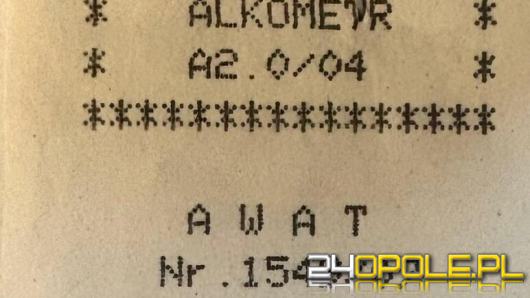 * ALKOMETR *
* A2.0/04 *
****************
A W A T
Nr.154
24OPOLE.PL